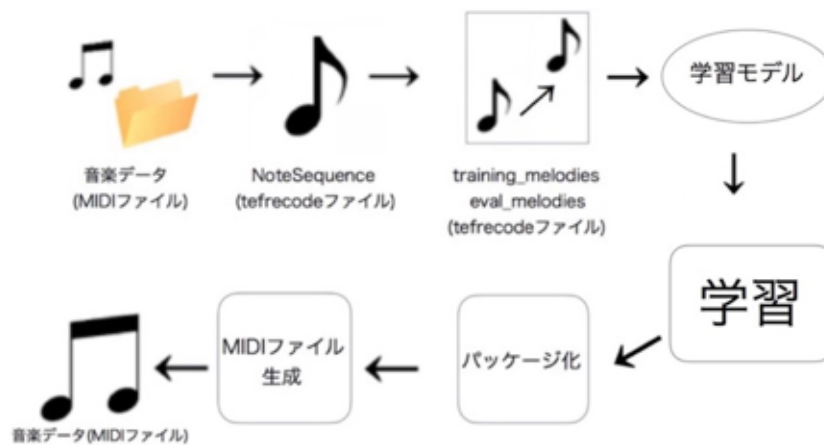 音楽データ
(MIDIファイル)
NoteSequence
(tefrecodeファイル)
training_melodies
eval_melodies
(tefrecodeファイル)
学習モデル
学習
パッケージ化
MIDIファイル
生成
音楽データ(MIDIファイル)